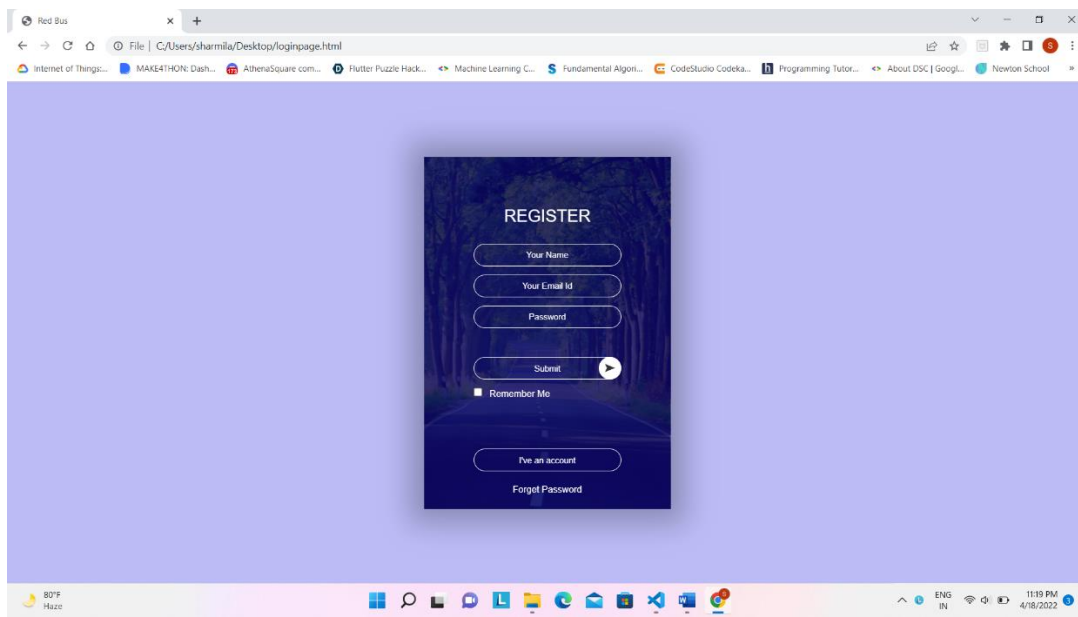 Red Bus
File | C:/Users/sharmila/Desktop/loginpage.html
Internet of Things:... MAKE4THON: Dash... AthenaSquare com... Flutter Puzzle Hack... Machine Learning C... Fundamental Algori... CodeStudio Codeka... Programming Tutor... About DSC | Googl... Newton School »
REGISTER
Your Name
Your Email Id
Password
Submit
Remember Me
I've an account
Forget Password
80°F
Haze
ENG
IN
11:19 PM
4/18/2022
3